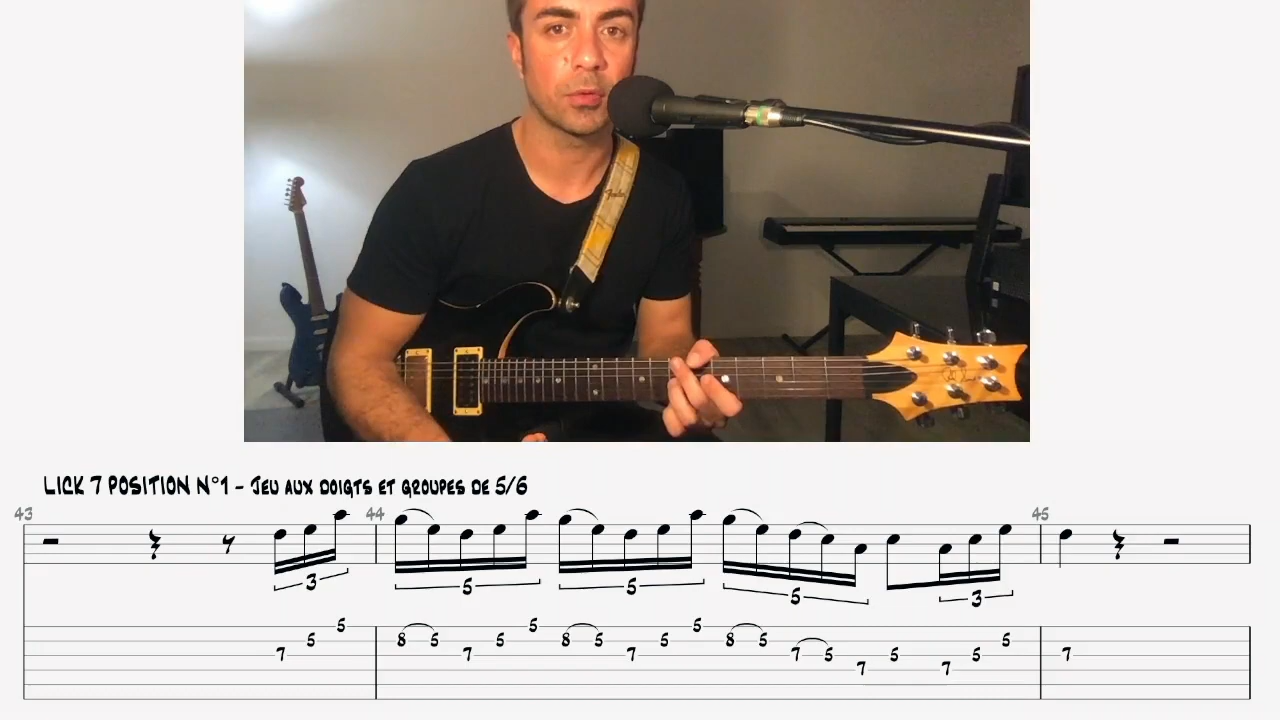 LICK 7 POSITION N°1 - Jeu aux doigts et groupes de 5/6
43 44 45
3 5 5 5 3
5 5 5
5 8 5 5 8 5 5 8 5 5
7 7 7 7 5 5 5 7
7 7
Fender